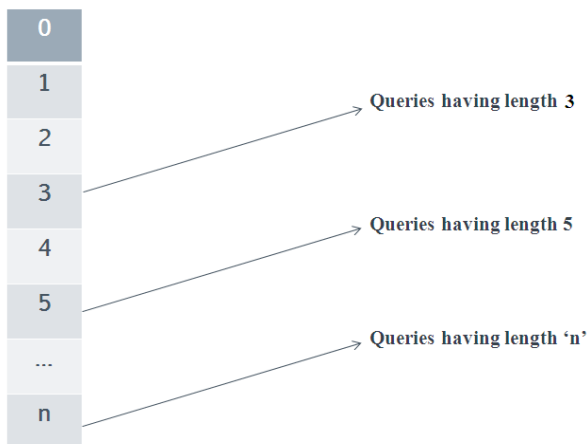 0
1
2
3
4
5
...
n
Queries having length 3
Queries having length 5
Queries having length ‘n’